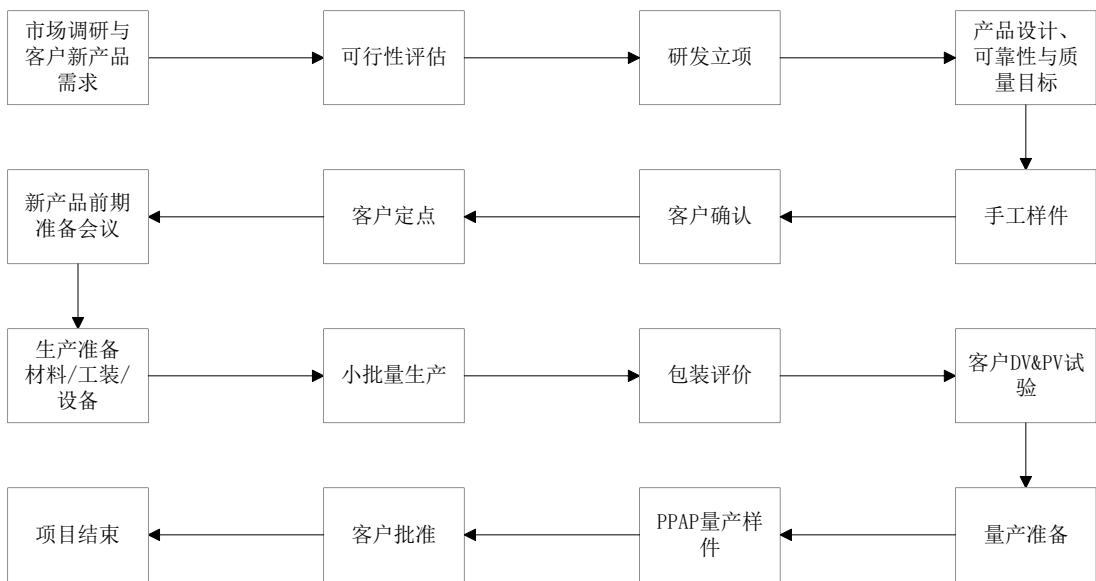 市场调研与
客户新产品
需求
可行性评估
研发立项
产品设计、
可靠性与质
量目标
新产品前期
准备会议
客户定点
客户确认
手工样件
生产准备
材料/工装/
设备
小批量生产
包装评价
客户DV&PV试
验
项目结束
客户批准
PPAP量产样
件
量产准备